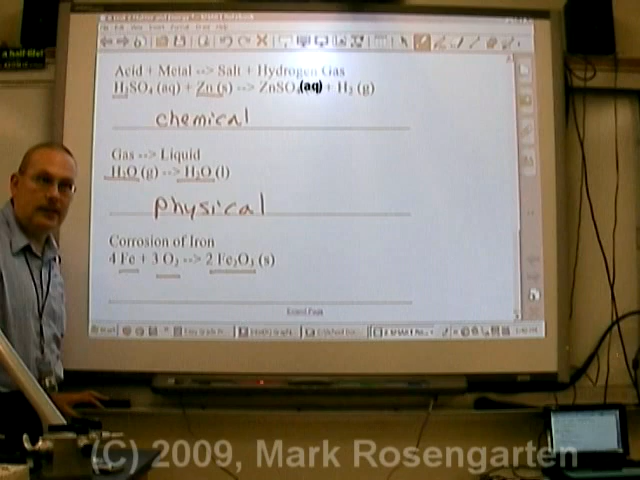 Acid + Metal --> Salt + Hydrogen Gas
H₂SO₄ (aq) + Zn (s) --> ZnSO₄(aq) + H₂ (g)
chemical
Gas --> Liquid
H₂O (g) --> H₂O (l)
physical
Corrosion of Iron
4 Fe + 3 O₂ --> 2 Fe₂O₃ (s)
(C) 2009, Mark Rosengarten